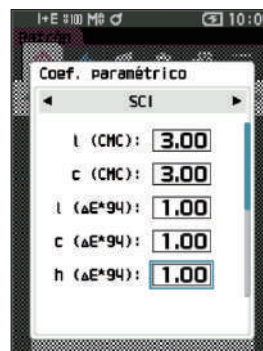 I+E M 10:0
Patrón
Coef. paramétrico
SCI
l (CMC): 3.00
c (CMC): 3.00
l (ΔE*94): 1.00
c (ΔE*94): 1.00
h (ΔE*94): 1.00